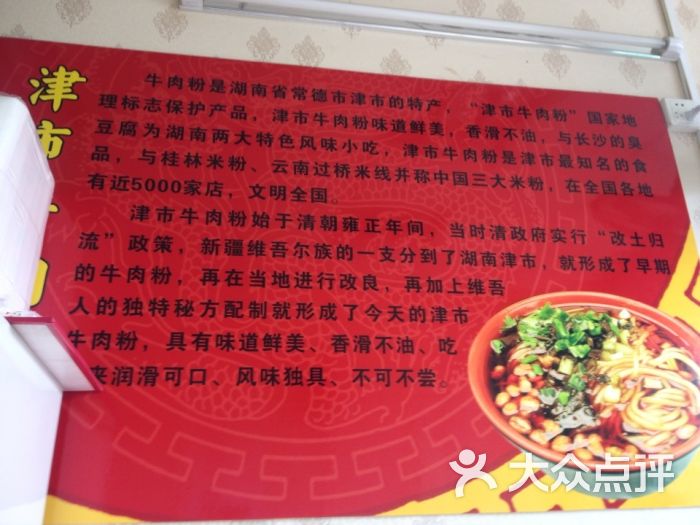 津市
牛肉粉是湖南省常德市津市的特产，“津市牛肉粉”国家地
理标志保护产品，津市牛肉粉味道鲜美，香滑不油，与长沙的臭
豆腐为湖南两大特色风味小吃，津市牛肉粉是津市最知名的食
品，与桂林米粉、云南过桥米线并称中国三大米粉，在全国各地
有近5000家店，文明全国。
津市牛肉粉始于清朝雍正年间，当时清政府实行“改土归
流”政策，新疆维吾尔族的一支分到了湖南津市，就形成了早期
的牛肉粉，再在当地进行改良，再加上维吾
人的独特秘方配制就形成了今天的津市
牛肉粉，具有味道鲜美、香滑不油、吃
来润滑可口、风味独具、不可不尝。
大众点评